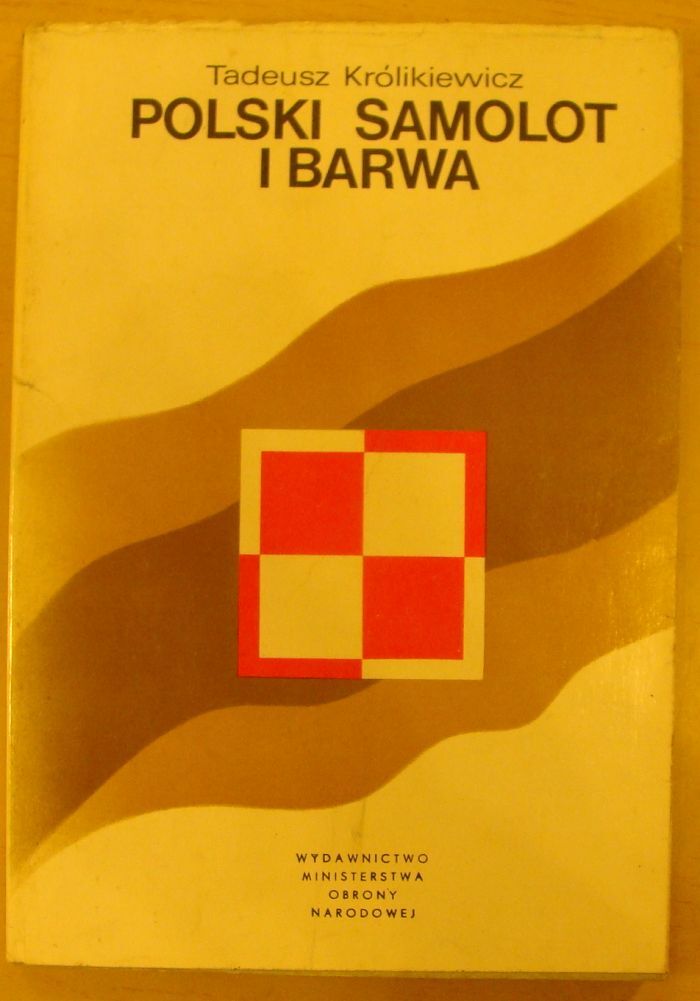 Tadeusz Królikiewicz
POLSKI SAMOLOT
I BARWA
WYDAWNICTWO
MINISTERSTWA
OBRONY
NARODOWEJ